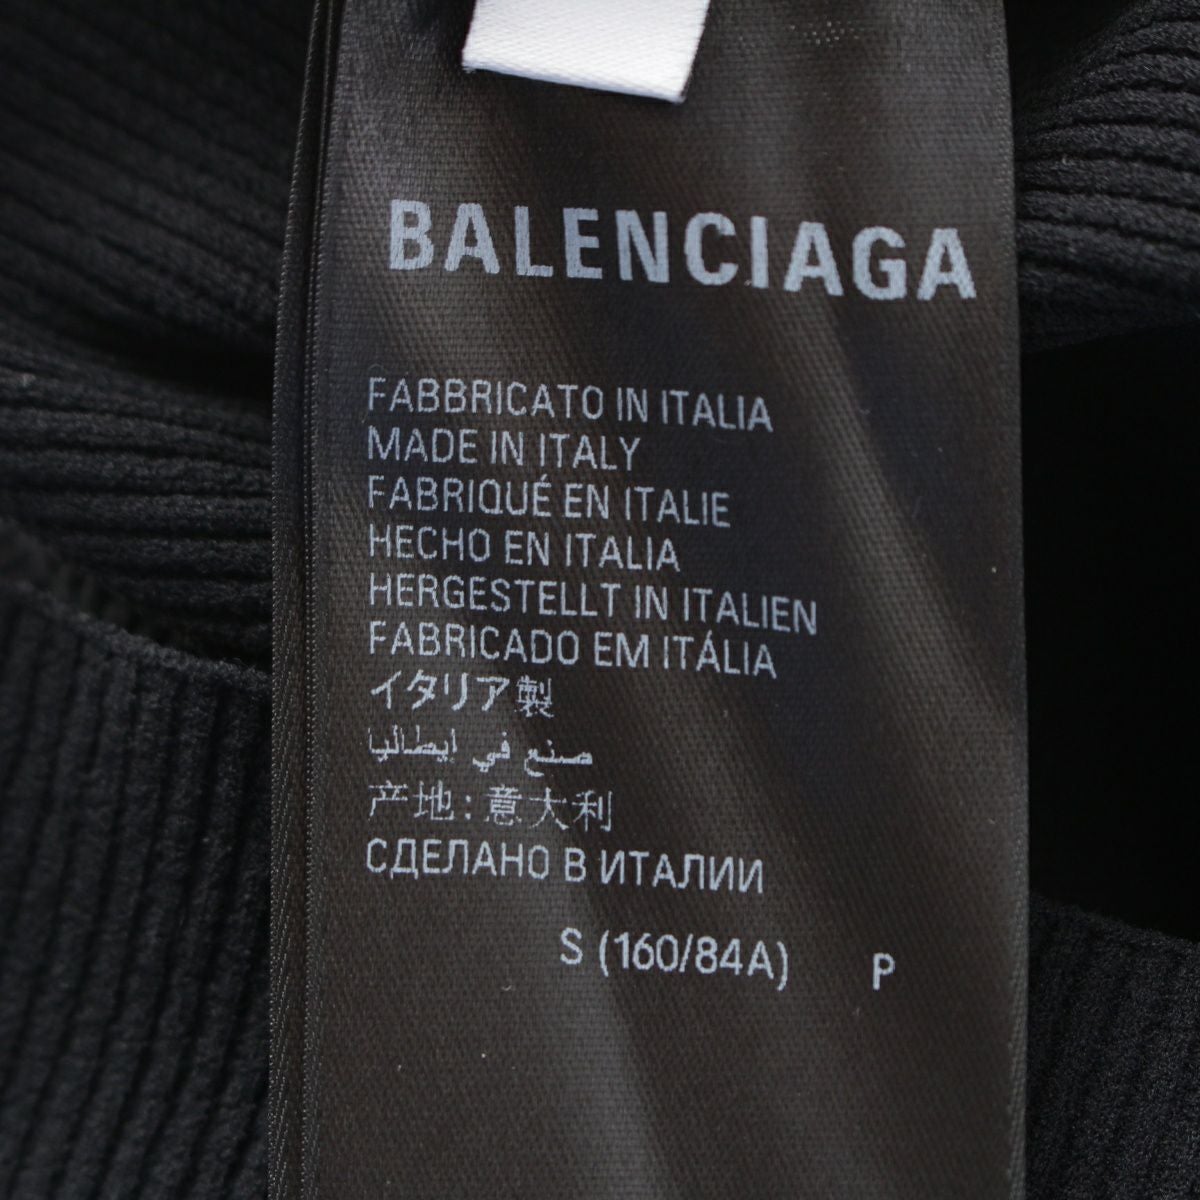 BALENCIAGA
FABBRICATO IN ITALIA
MADE IN ITALY
FABRIQUÉ EN ITALIE
HECHO EN ITALIA
HERGESTELLT IN ITALIEN
FABRICADO EM ITÁLIA
イタリア製
صنع في إيطاليا
产地：意大利
СДЕЛАНО В ИТАЛИИ
S (160/84A) P